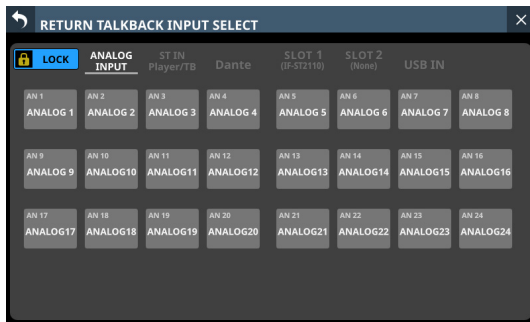 RETURN TALKBACK INPUT SELECT
LOCK
ANALOG INPUT
ST IN Player/TB
Dante
SLOT 1 (IF-ST2110)
SLOT 2 (None)
USB IN
AN 1 AN 2 AN 3 AN 4 AN 5 AN 6 AN 7 AN 8
ANALOG 1 ANALOG 2 ANALOG 3 ANALOG 4 ANALOG 5 ANALOG 6 ANALOG 7 ANALOG 8
AN 9 AN 10 AN 11 AN 12 AN 13 AN 14 AN 15 AN 16
ANALOG 9 ANALOG10 ANALOG11 ANALOG12 ANALOG13 ANALOG14 ANALOG15 ANALOG16
AN 17 AN 18 AN 19 AN 20 AN 21 AN 22 AN 23 AN 24
ANALOG17 ANALOG18 ANALOG19 ANALOG20 ANALOG21 ANALOG22 ANALOG23 ANALOG24